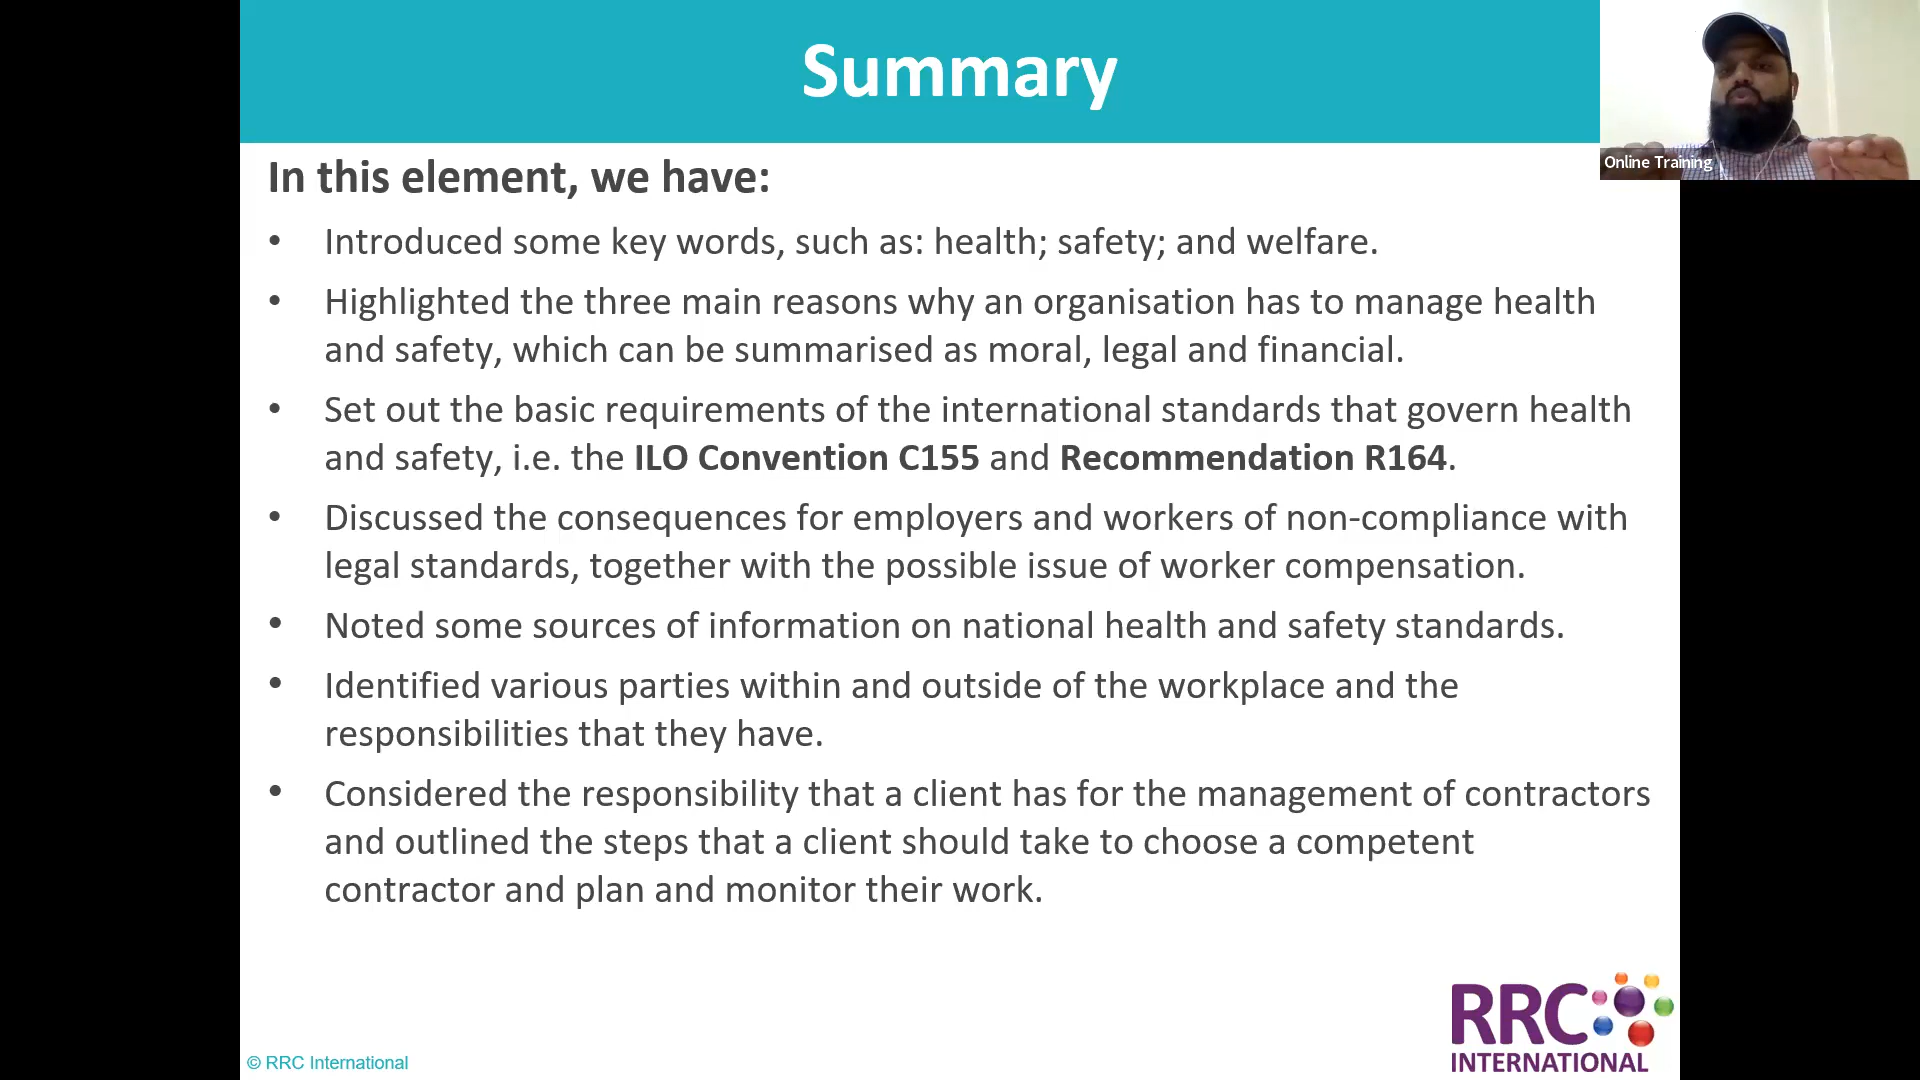 Summary
Online Training
In this element, we have:
• Introduced some key words, such as: health; safety; and welfare.
• Highlighted the three main reasons why an organisation has to manage health
and safety, which can be summarised as moral, legal and financial.
• Set out the basic requirements of the international standards that govern health
and safety, i.e. the ILO Convention C155 and Recommendation R164.
• Discussed the consequences for employers and workers of non-compliance with
legal standards, together with the possible issue of worker compensation.
• Noted some sources of information on national health and safety standards.
• Identified various parties within and outside of the workplace and the
responsibilities that they have.
• Considered the responsibility that a client has for the management of contractors
and outlined the steps that a client should take to choose a competent
contractor and plan and monitor their work.
RRC
INTERNATIONAL
© RRC International